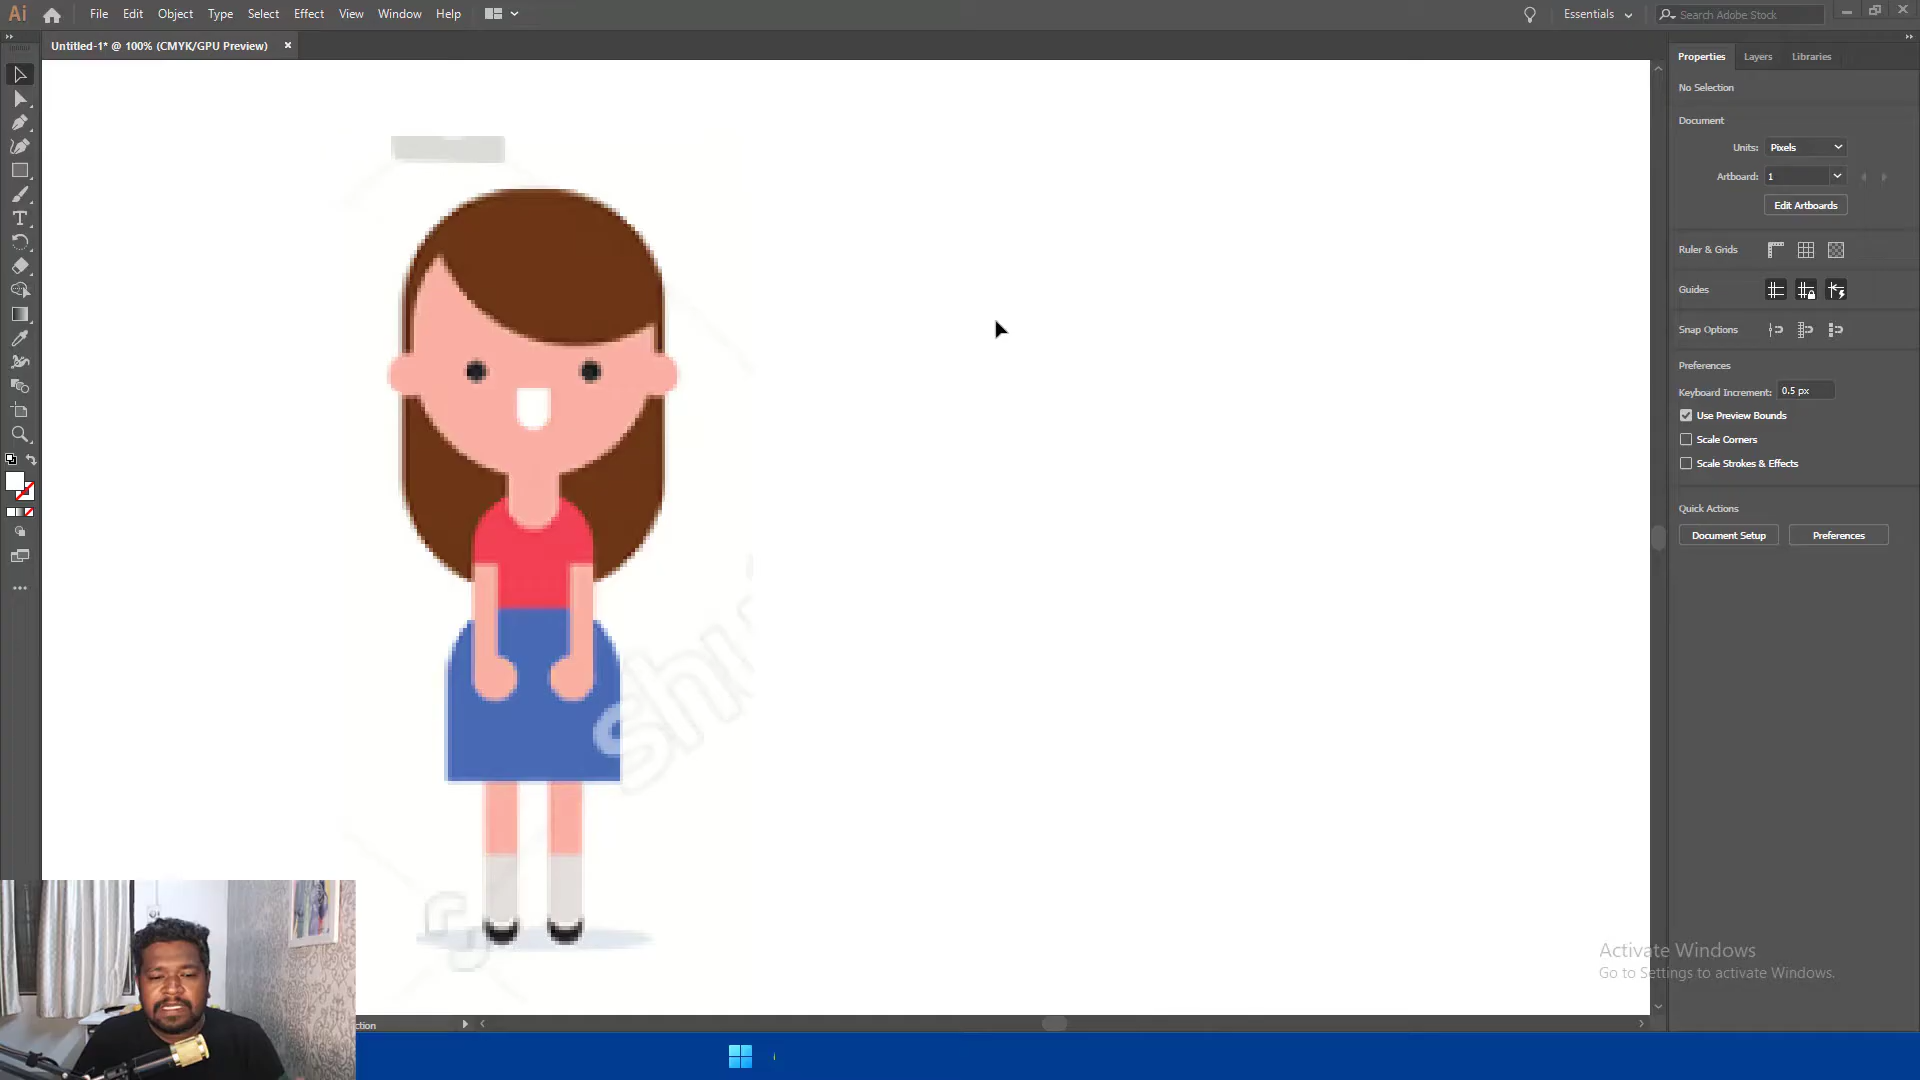 Ai File Edit Object Type Select Effect View Window Help Essentials Search Adobe Stock
Untitled-1* @ 100% (CMYK/GPU Preview) ×
Properties Layers Libraries
No Selection
Document
Units: Pixels
Artboard: 1
Edit Artboards
Ruler & Grids
Guides
Snap Options
Preferences
Keyboard Increment: 0.5 px
Use Preview Bounds
Scale Corners
Scale Strokes & Effects
Quick Actions
Document Setup Preferences
shu
Activate Windows
Go to Settings to activate Windows.
ction